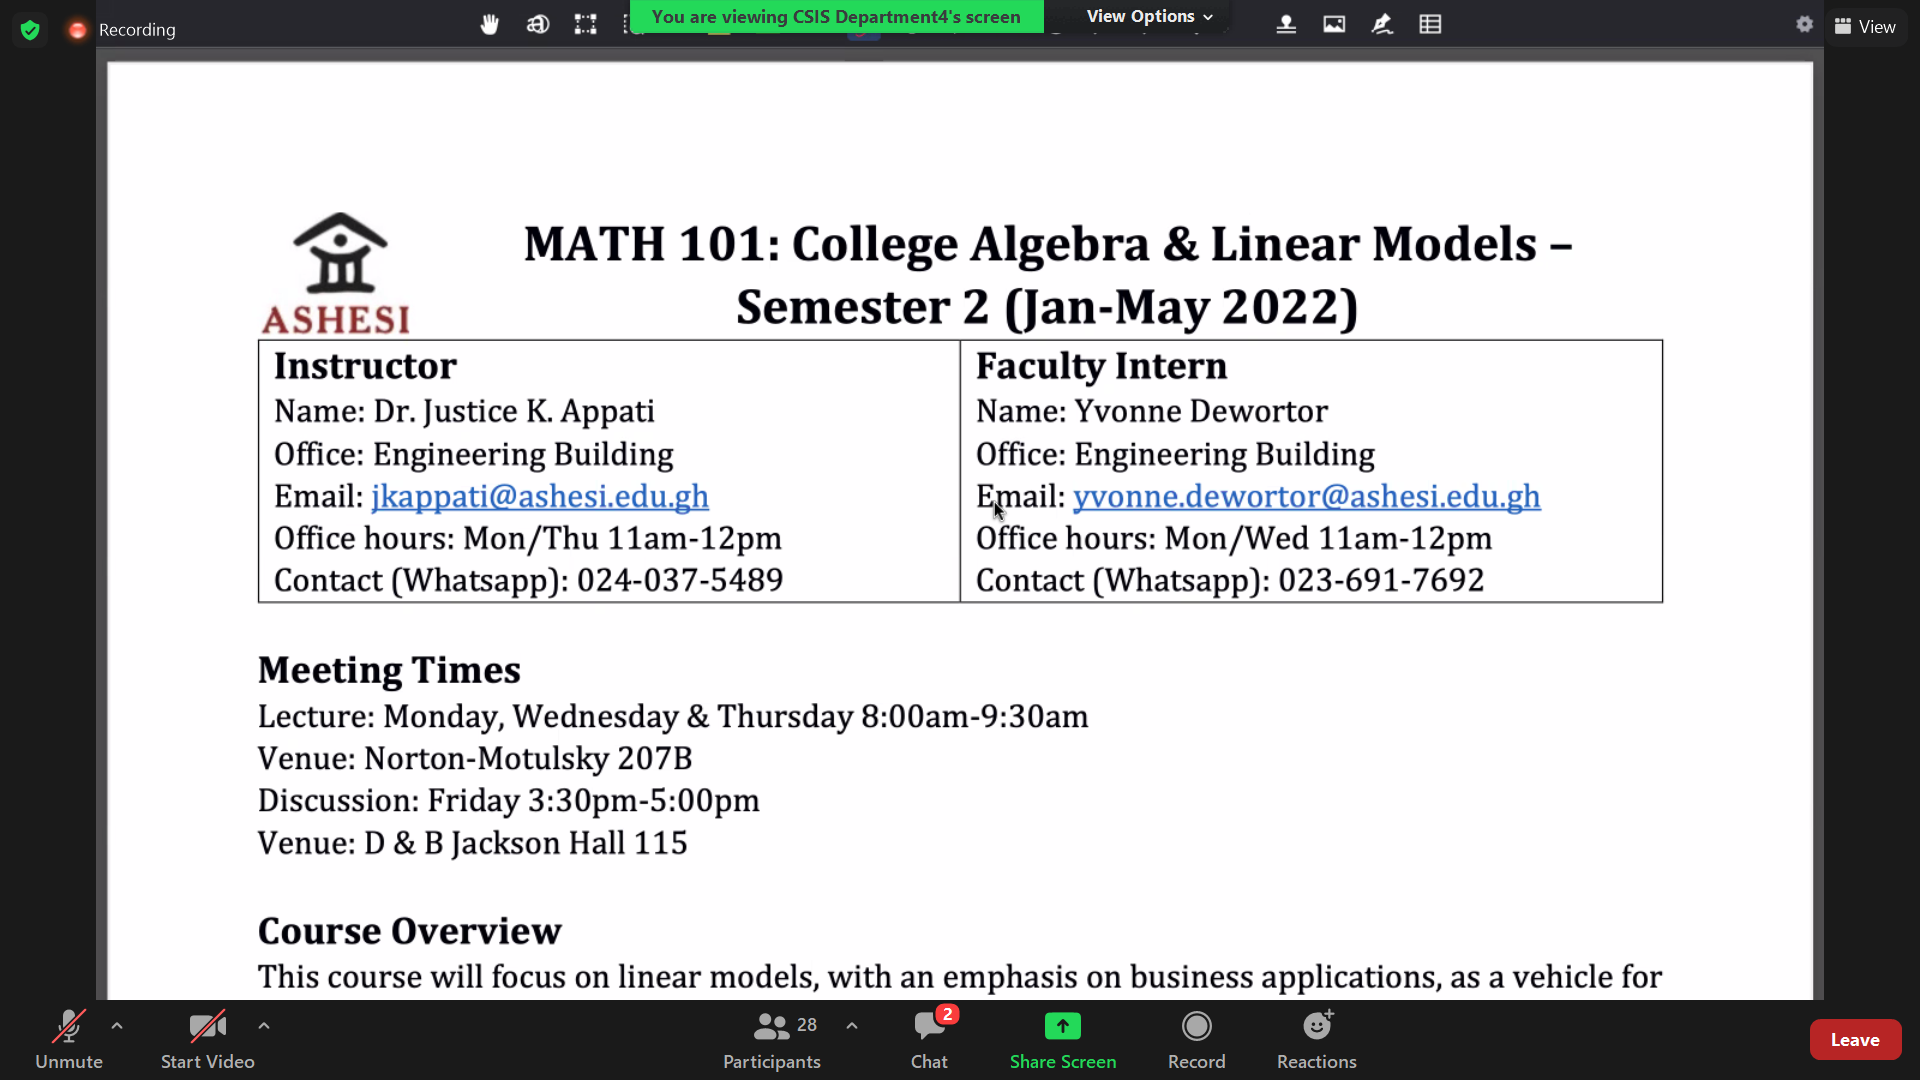 Recording
You are viewing CSIS Department4's screen
View Options
View
ASHESI
MATH 101: College Algebra & Linear Models –
Semester 2 (Jan-May 2022)
Instructor
Name: Dr. Justice K. Appati
Office: Engineering Building
Email: jkappati@ashesi.edu.gh
Office hours: Mon/Thu 11am-12pm
Contact (Whatsapp): 024-037-5489
Faculty Intern
Name: Yvonne Dewortor
Office: Engineering Building
Email: yvonne.dewortor@ashesi.edu.gh
Office hours: Mon/Wed 11am-12pm
Contact (Whatsapp): 023-691-7692
Meeting Times
Lecture: Monday, Wednesday & Thursday 8:00am-9:30am
Venue: Norton-Motulsky 207B
Discussion: Friday 3:30pm-5:00pm
Venue: D & B Jackson Hall 115
Course Overview
This course will focus on linear models, with an emphasis on business applications, as a vehicle for
Unmute
Start Video
28
Participants
2
Chat
Share Screen
Record
Reactions
Leave